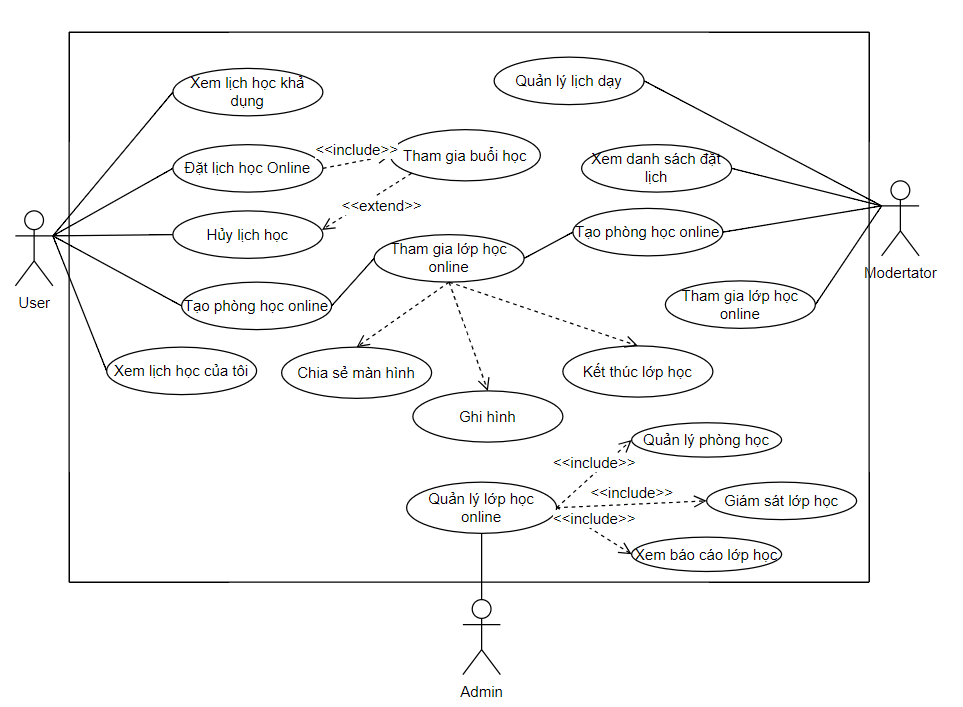 Xem lịch học khả
dụng
Quản lý lịch dạy
Đặt lịch học Online
<<include>>
Tham gia buổi học
Xem danh sách đặt
lịch
<<extend>>
Hủy lịch học
Tham gia lớp học
online
Tạo phòng học online
Modertator
User
Tạo phòng học online
Tham gia lớp học
online
Xem lịch học của tôi
Chia sẻ màn hình
Kết thúc lớp học
Ghi hình
Quản lý phòng học
<<include>>
Quản lý lớp học
online
<<include>>
Giám sát lớp học
<<include>>
Xem báo cáo lớp học
Admin